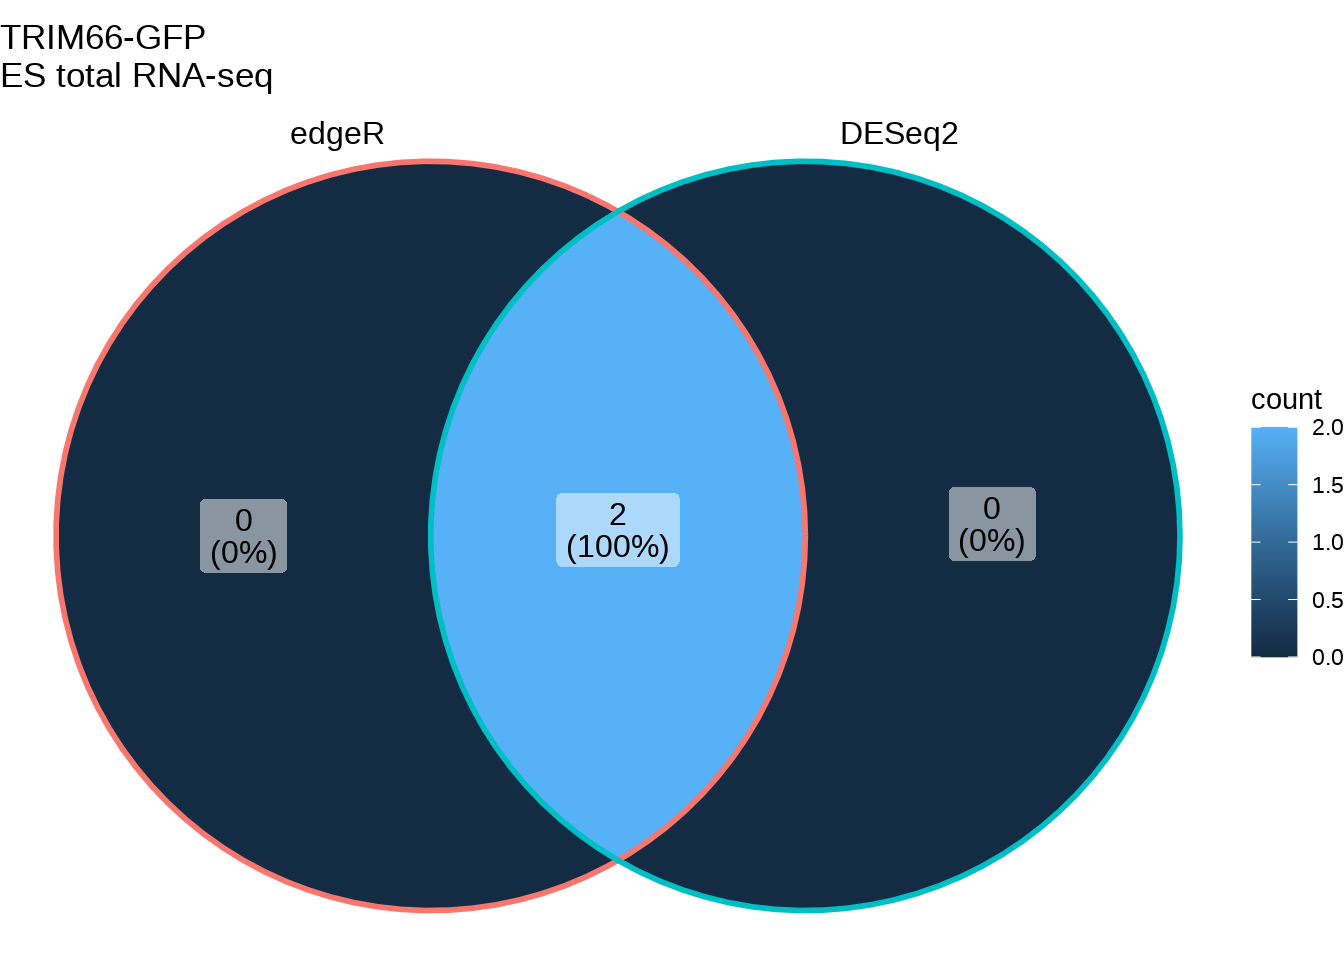 TRIM66-GFP
ES total RNA-seq
edgeR
DESeq2
0
(0%)
2
(100%)
0
(0%)
count
2.0
1.5
1.0
0.5
0.0